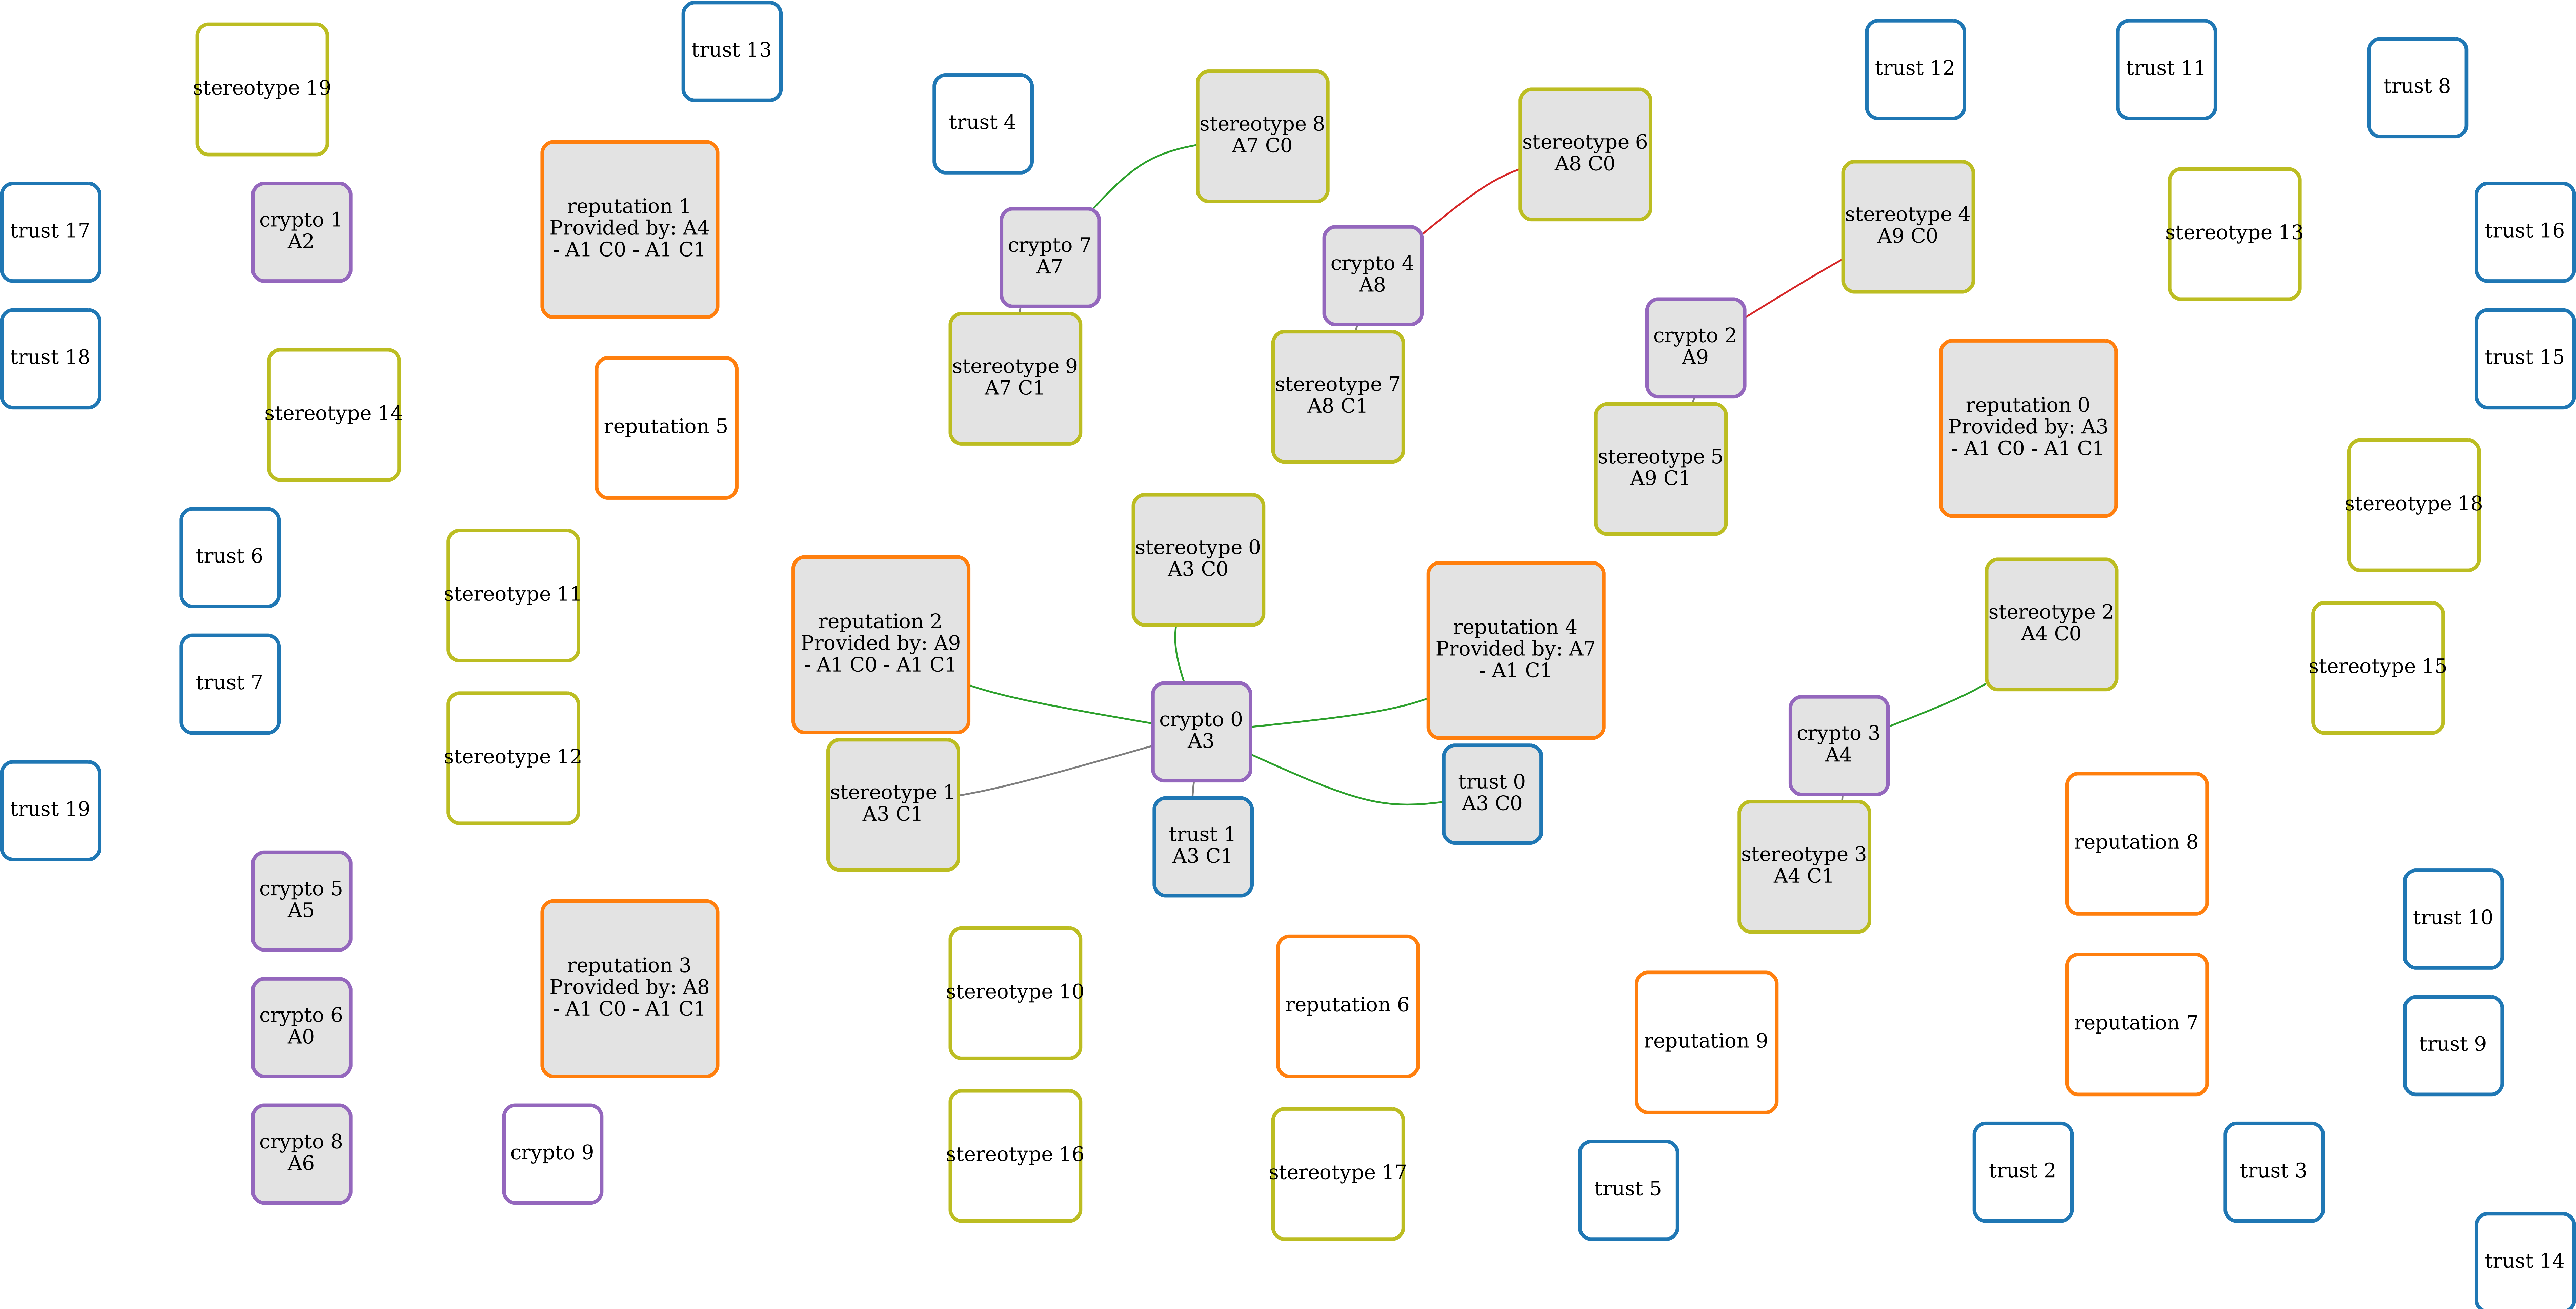 trust 13
trust 12
trust 11
trust 8
stereotype 19
trust 4
stereotype 8
A7 C0
stereotype 6
A8 C0
trust 17
crypto 1
A2
reputation 1
Provided by: A4
- A1 C0 - A1 C1
crypto 7
A7
crypto 4
A8
stereotype 4
A9 C0
stereotype 13
trust 16
trust 18
stereotype 14
reputation 5
stereotype 9
A7 C1
stereotype 7
A8 C1
crypto 2
A9
stereotype 5
A9 C1
reputation 0
Provided by: A3
- A1 C0 - A1 C1
trust 15
stereotype 18
trust 6
stereotype 11
stereotype 0
A3 C0
reputation 2
Provided by: A9
- A1 C0 - A1 C1
reputation 4
Provided by: A7
- A1 C1
stereotype 2
A4 C0
stereotype 15
trust 7
stereotype 12
crypto 0
A3
crypto 3
A4
trust 19
stereotype 1
A3 C1
trust 1
A3 C1
trust 0
A3 C0
stereotype 3
A4 C1
reputation 8
crypto 5
A5
trust 10
crypto 6
A0
reputation 3
Provided by: A8
- A1 C0 - A1 C1
stereotype 10
reputation 6
reputation 9
reputation 7
trust 9
crypto 8
A6
crypto 9
stereotype 16
stereotype 17
trust 5
trust 2
trust 3
trust 14